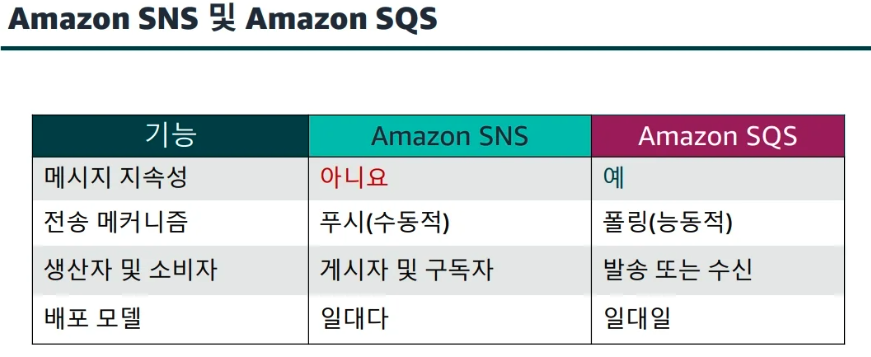 Amazon SNS 및 Amazon SQS
기능 Amazon SNS Amazon SQS
메시지 지속성 아니요 예
전송 메커니즘 푸시(수동적) 폴링(능동적)
생산자 및 소비자 게시자 및 구독자 발송 또는 수신
배포 모델 일대다 일대일